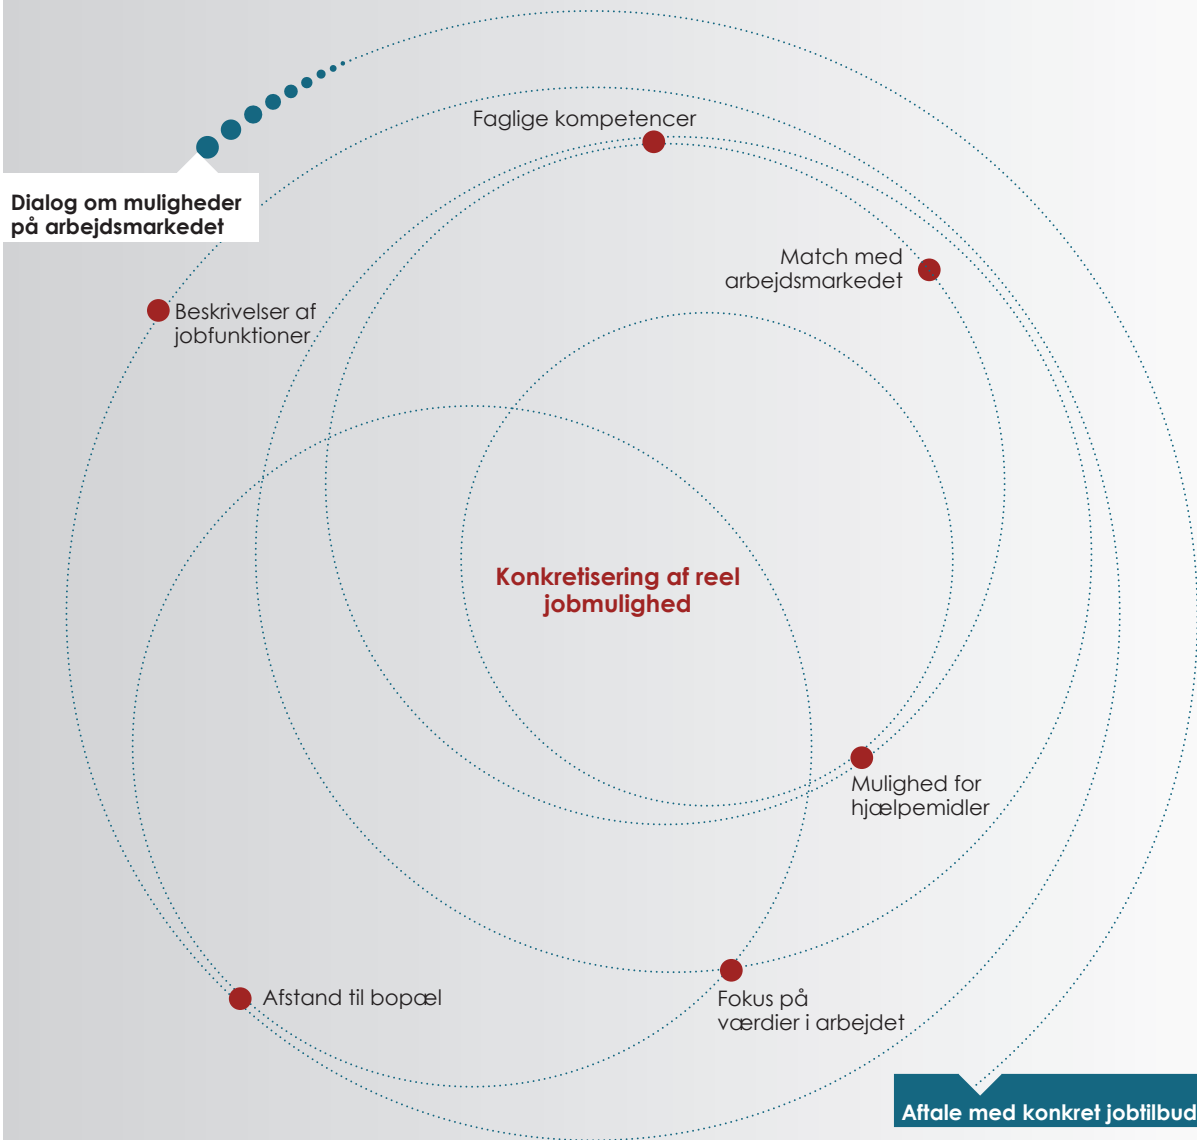 Faglige kompetencer
Dialog om muligheder
på arbejdsmarkedet
Match med
arbejdsmarkedet
Beskrivelser af
jobfunktioner
Konkretisering af reel
jobmulighed
Mulighed for
hjælpemidler
Afstand til bopæl
Fokus på
værdier i arbejdet
Aftale med konkret jobtilbud